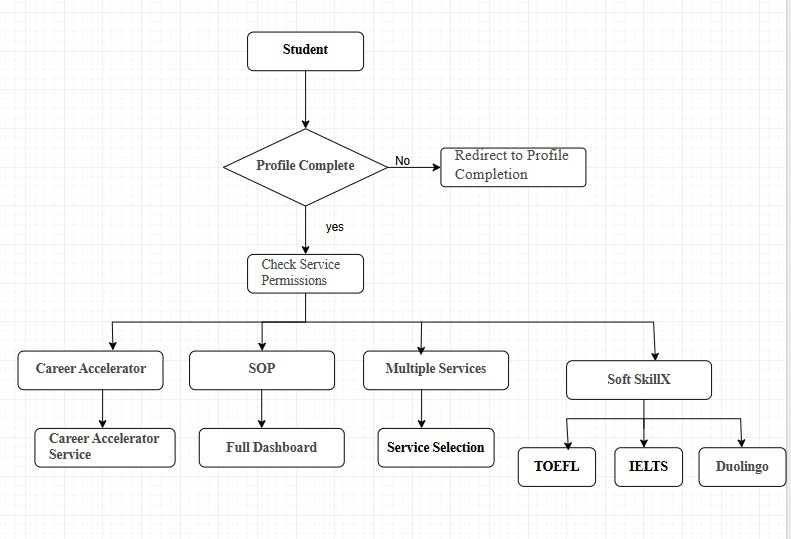 Student
Profile Complete
No
Redirect to Profile
Completion
yes
Check Service
Permissions
Career Accelerator
SOP
Multiple Services
Soft SkillX
Career Accelerator
Service
Full Dashboard
Service Selection
TOEFL
IELTS
Duolingo